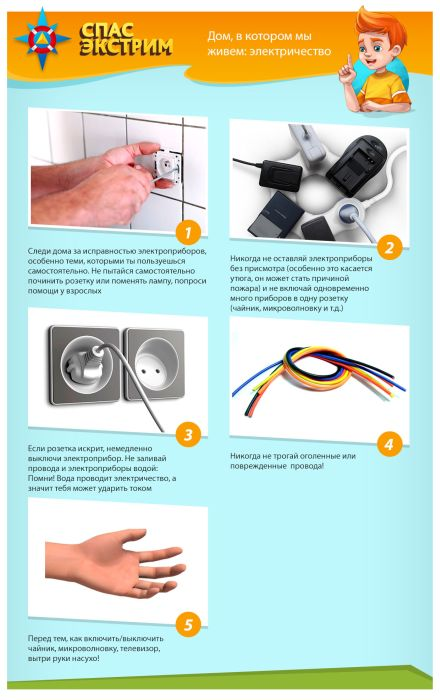 СПАС
ЭКСТРИМ
Дом, в котором мы
живем: электричество
1
Следи дома за исправностью электроприборов,
особенно теми, которыми ты пользуешься
самостоятельно. Не пытайся самостоятельно
починить розетку или поменять лампу, попроси
помощи у взрослых
2
Никогда не оставляй электроприборы
без присмотра (особенно это касается
утюга, он может стать причиной
пожара) и не включай одновременно
много приборов в одну розетку
(чайник, микроволновку и т.д.)
3
Если розетка искрит, немедленно
выключи электроприбор. Не заливай
провода и электроприборы водой:
Помни! Вода проводит электричество, а
значит тебя может ударить током
4
Никогда не трогай оголенные или
поврежденные провода!
5
Перед тем, как включить/выключить
чайник, микроволновку, телевизор,
вытри руки насухо!